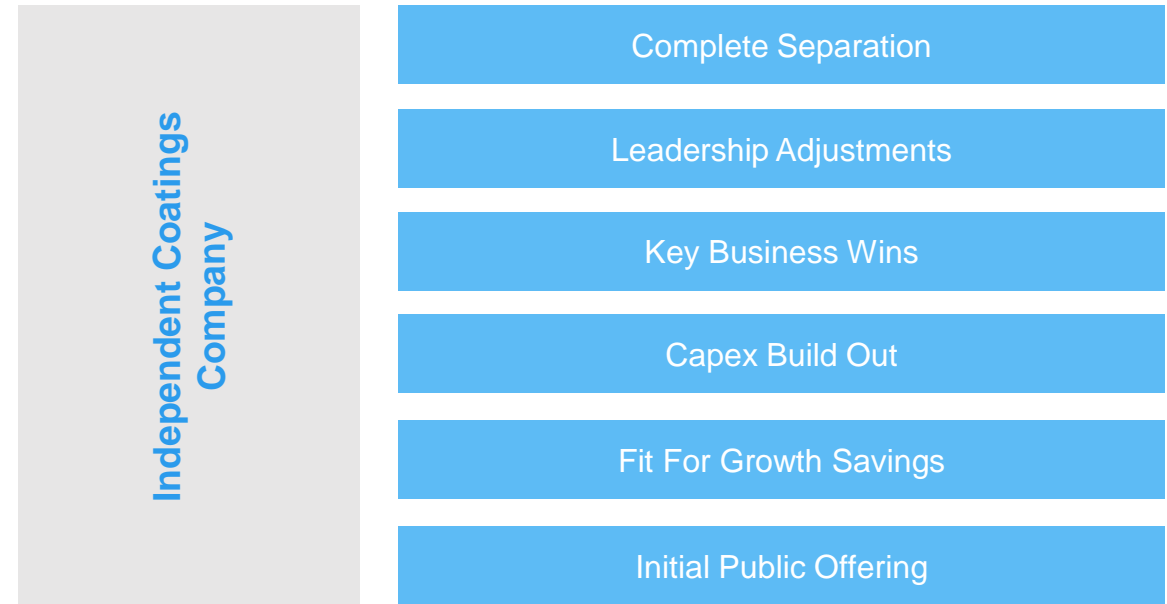 Independent Coatings
Company
Complete Separation
Leadership Adjustments
Key Business Wins
Capex Build Out
Fit For Growth Savings
Initial Public Offering